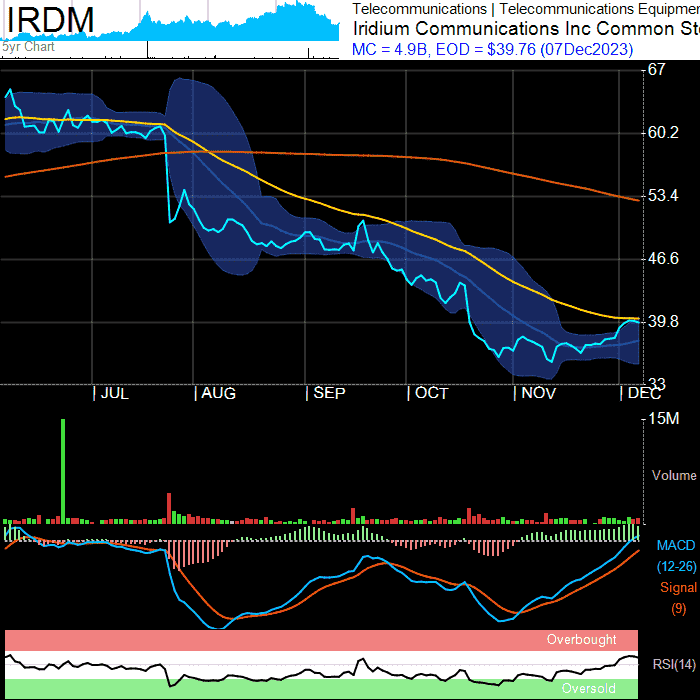 IRDM
5yr Chart
Telecommunications | Telecommunications Equipmen
Iridium Communications Inc Common Sto
MC = 4.9B, EOD = $39.76 (07Dec2023)
67
60.2
53.4
46.6
39.8
33
JUL AUG SEP OCT NOV DEC
15M
Volume
MACD
(12-26)
Signal
(9)
Overbought
RSI(14)
Oversold